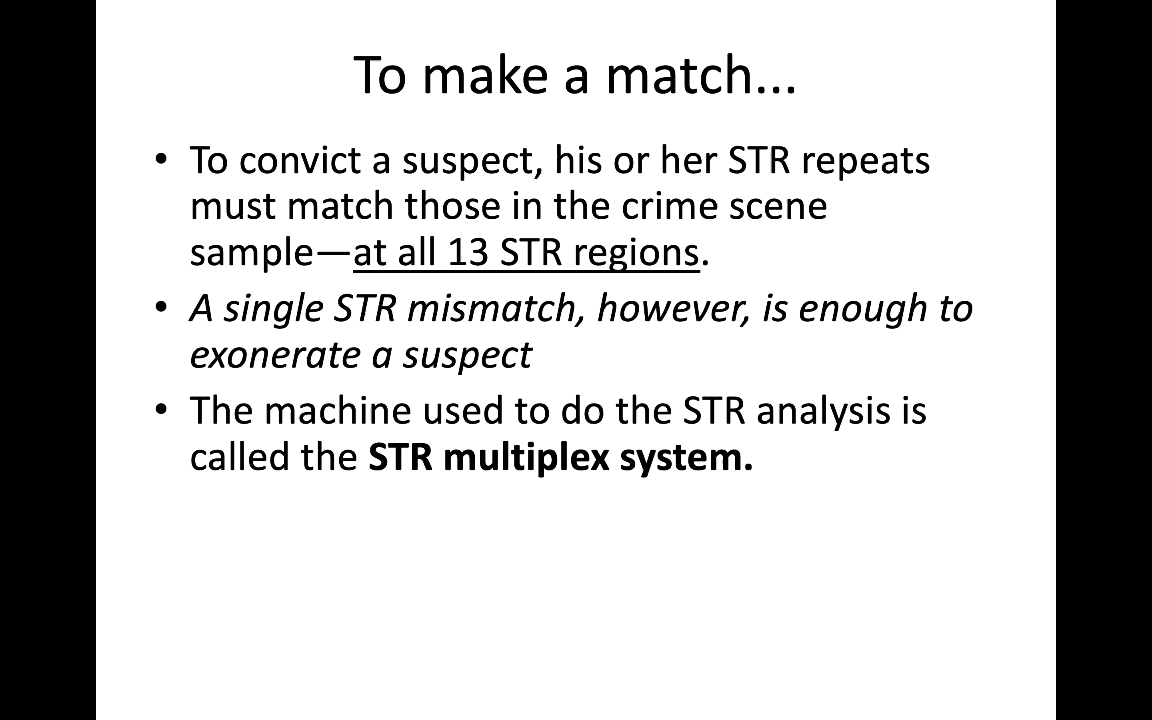 To make a match...
• To convict a suspect, his or her STR repeats
must match those in the crime scene
sample—at all 13 STR regions.
• A single STR mismatch, however, is enough to
exonerate a suspect
• The machine used to do the STR analysis is
called the STR multiplex system.